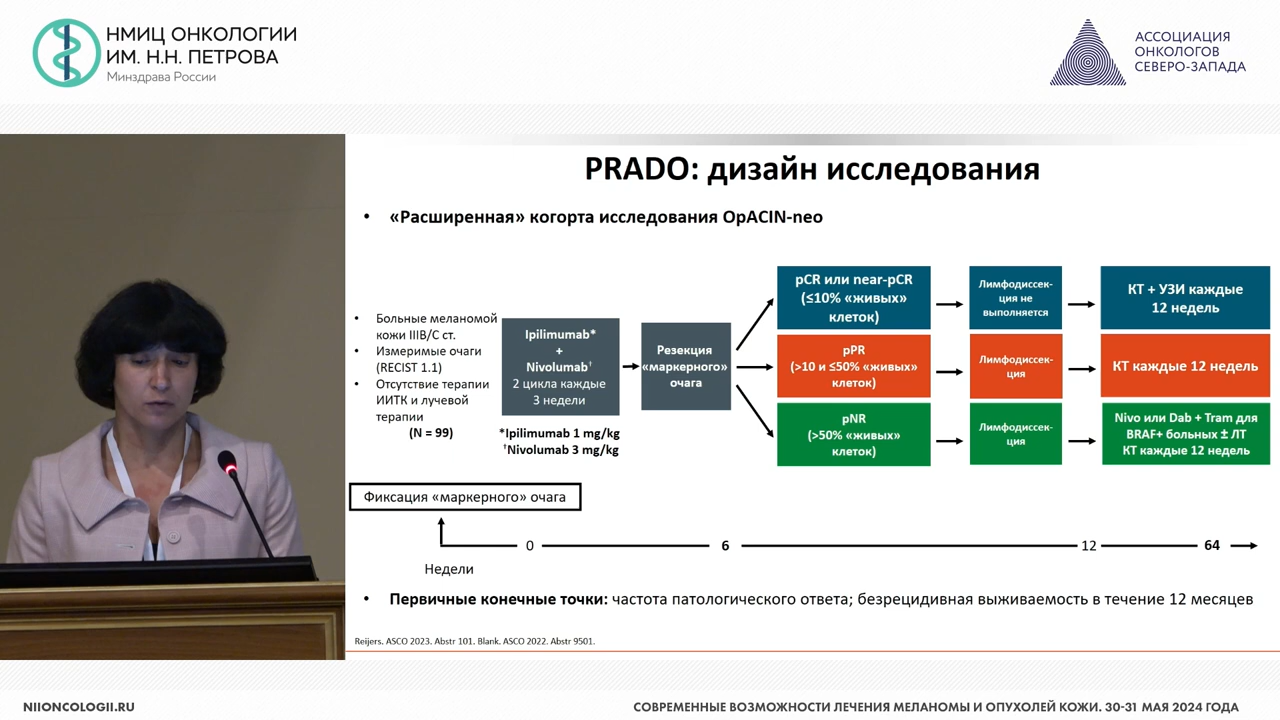 НМИЦ ОНКОЛОГИИ
ИМ. Н.Н. ПЕТРОВА
Минздрава России
АССОЦИАЦИЯ
ОНКОЛОГОВ
СЕВЕРО-ЗАПАДА
PRADO: дизайн исследования
• «Расширенная» когорта исследования OpACIN-neo
• Больные меланомой
кожи IIIB/C ст.
• Измеримые очаги
(RECIST 1.1)
• Отсутствие терапии
ИИТК и лучевой
терапии
(N = 99)
Ipilimumab*
+
Nivolumab†
2 цикла каждые
3 недели
*Ipilimumab 1 mg/kg
†Nivolumab 3 mg/kg
Резекция
«маркерного»
очага
pCR или near-pCR
(≤10% «живых»
клеток)
Лимфодиссек-
ция не
выполняется
КТ + УЗИ каждые
12 недель
pPR
(>10 и ≤50% «живых»
клеток)
Лимфодиссек-
ция
КТ каждые 12 недель
pNR
(>50% «живых»
клеток)
Лимфодиссек-
ция
Nivo или Dab + Tram для
BRAF+ больных ± ЛТ
КТ каждые 12 недель
Фиксация «маркерного» очага
0 6 12 64
Недели
• Первичные конечные точки: частота патологического ответа; безрецидивная выживаемость в течение 12 месяцев
Reijers. ASCO 2023. Abstr 101. Blank. ASCO 2022. Abstr 9501.
NIIONCOLOGII.RU
СОВРЕМЕННЫЕ ВОЗМОЖНОСТИ ЛЕЧЕНИЯ МЕЛАНОМЫ И ОПУХОЛЕЙ КОЖИ. 30-31 МАЯ 2024 ГОДА